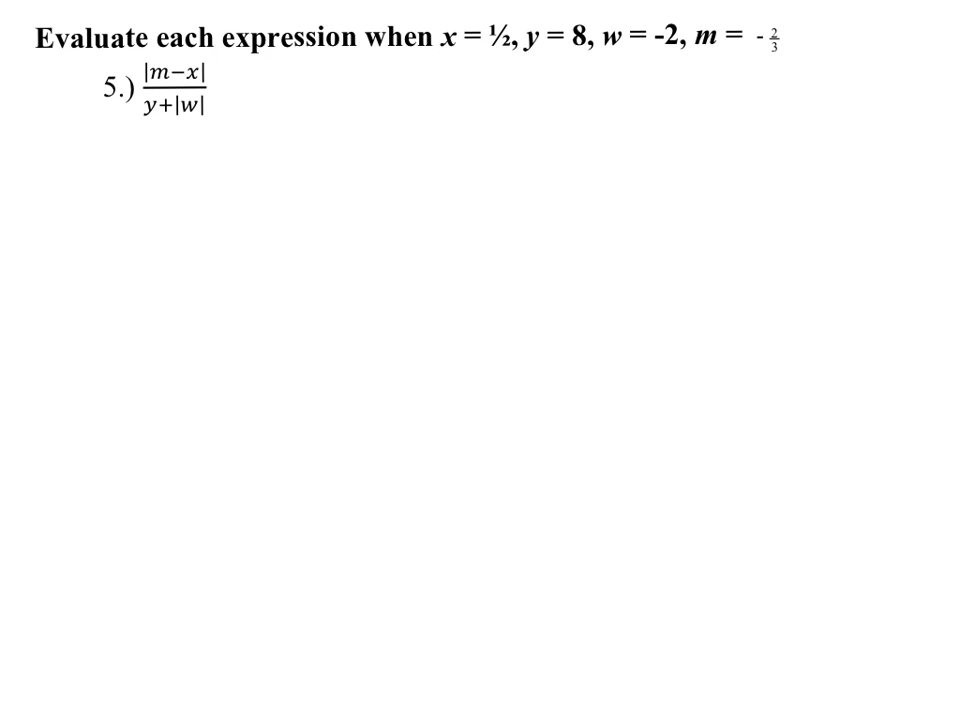 Evaluate each expression when x = ½, y = 8, w = -2, m = - 2/3
5.) |m−x| / y+|w|